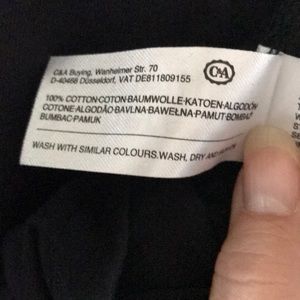 C&A Buying, Wanheimer Str. 70
D-40468 Düsseldorf, VAT DE811809155
C&A
100% COTTON·COTON·BAUMWOLLE·KATOEN·ALGODÓN
COTONE·ALGODÃO·BAVLNA·BAWEŁNA·PAMUT·BOMBAŽ
BUMBAC·PAMUK
WASH WITH SIMILAR COLOURS.WASH, DRY AND